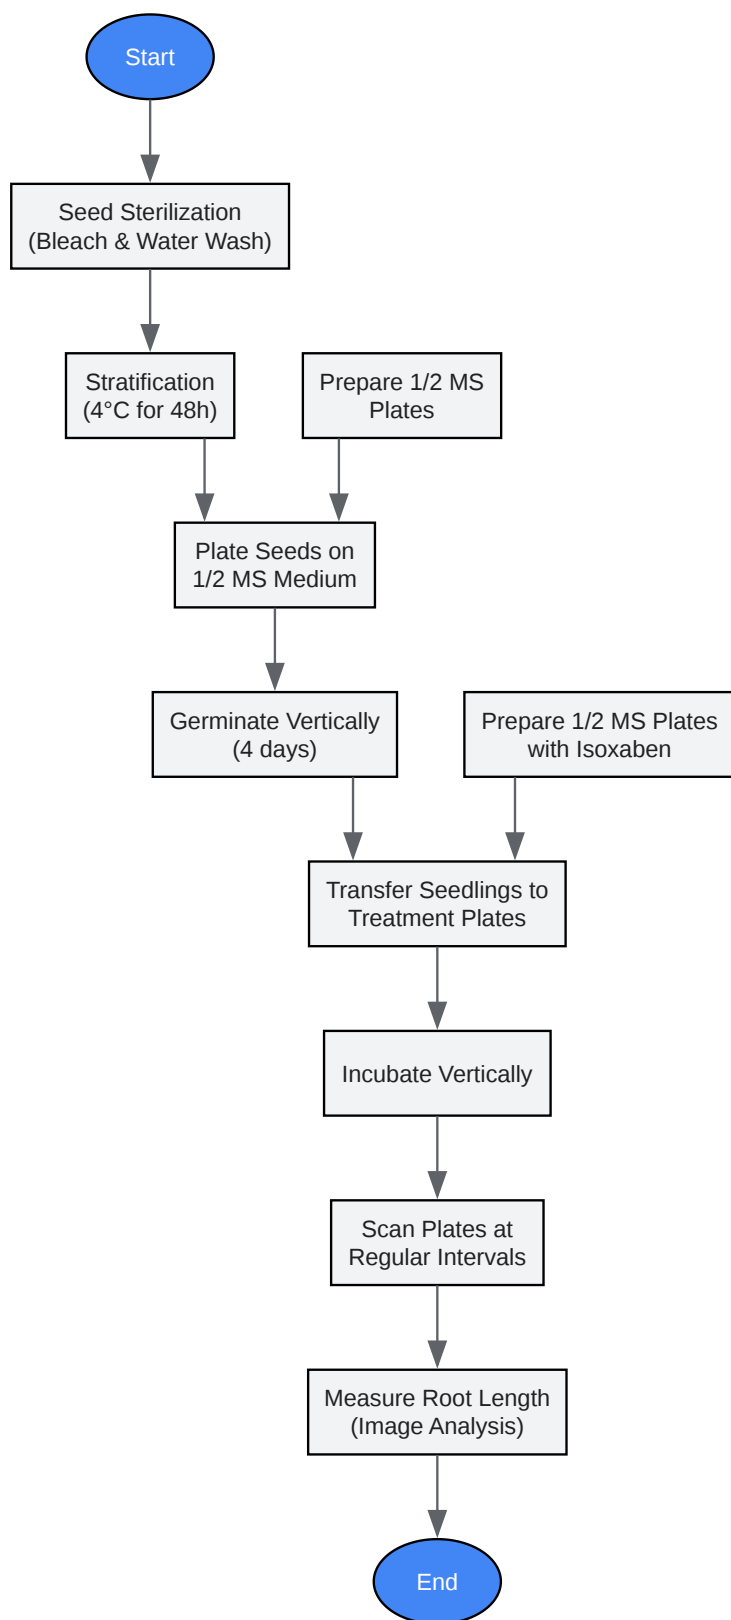 Start
Seed Sterilization
(Bleach & Water Wash)
Stratification
(4°C for 48h)
Prepare 1/2 MS
Plates
Plate Seeds on
1/2 MS Medium
Germinate Vertically
(4 days)
Prepare 1/2 MS Plates
with Isoxaben
Transfer Seedlings to
Treatment Plates
Incubate Vertically
Scan Plates at
Regular Intervals
Measure Root Length
(Image Analysis)
End